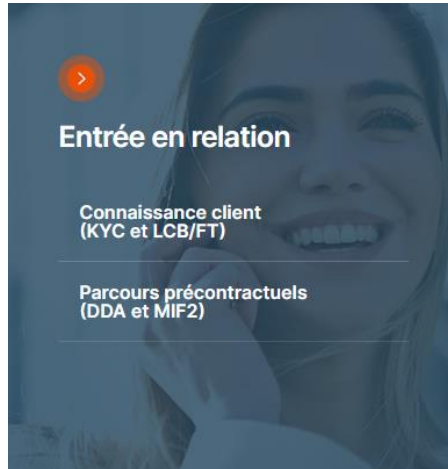 Entrée en relation
Connaissance client
(KYC et LCB/FT)
Parcours précontractuels
(DDA et MIF2)